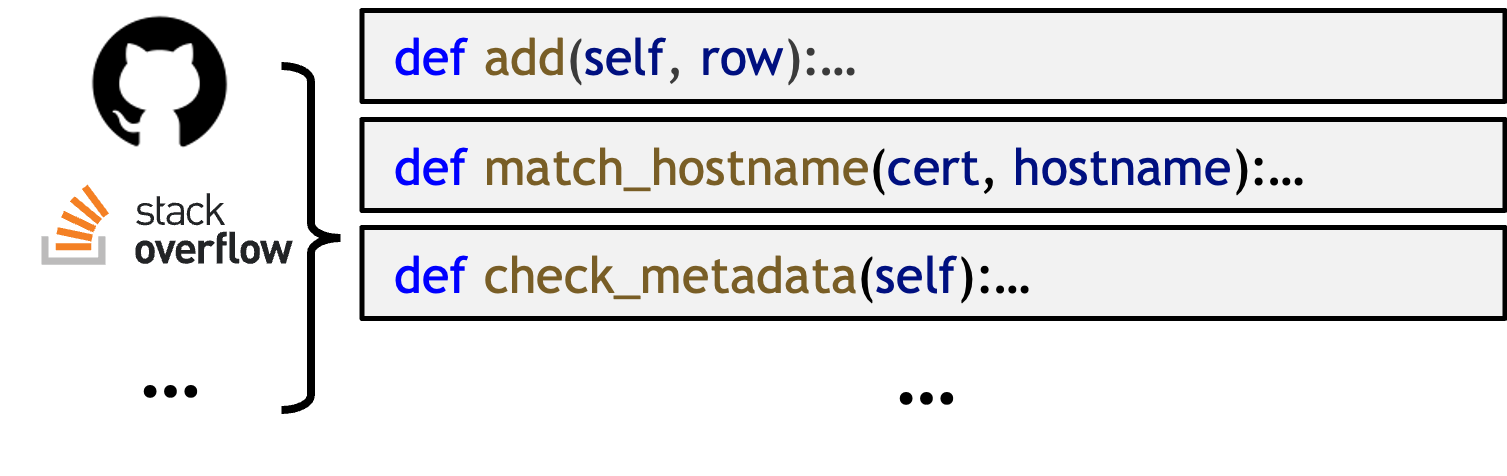 def add(self, row):…
stack
overflow
def match_hostname(cert, hostname):…
def check_metadata(self):…
…
…